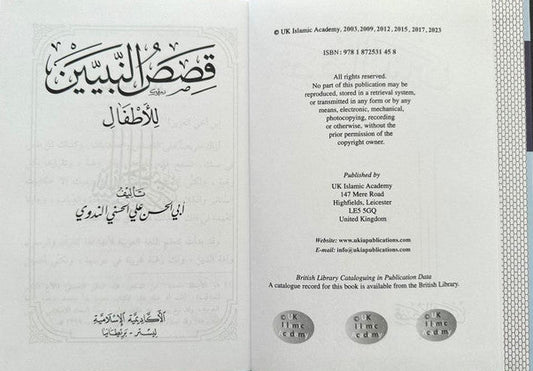 قصص النبيين
للأطفال
تأليف
أبي الحسن علي الحسني الندوي
الأكاديمية الإسلامية
ليستر - بريطانيا
© UK Islamic Academy, 2003, 2009, 2012, 2015, 2017, 2023
ISBN: 978 1 872531 45 8
All rights reserved.
No part of this publication may be
reproduced, stored in a retrieval system,
or transmitted in any form or by any
means, electronic, mechanical,
photocopying, recording
or otherwise, without the
prior permission of the
copyright owner.
Published by
UK Islamic Academy
147 Mere Road
Highfields, Leicester
LE5 5GQ
United Kingdom
Website: www.ukiapublications.com
E-mail: info@ukiapublications.com
British Library Cataloguing in Publication Data
A catalogue record for this book is available from the British Library.